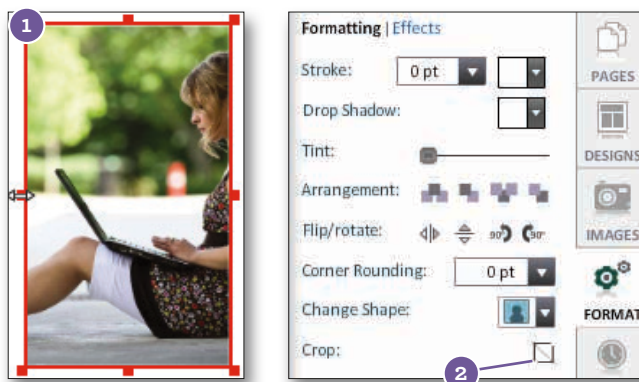 1
Formatting | Effects
Stroke: 0 pt
Drop Shadow:
Tint:
Arrangement:
Flip/rotate: 90° 90°
Corner Rounding: 0 pt
Change Shape:
Crop:
2
PAGES
DESIGNS
IMAGES
FORMAT